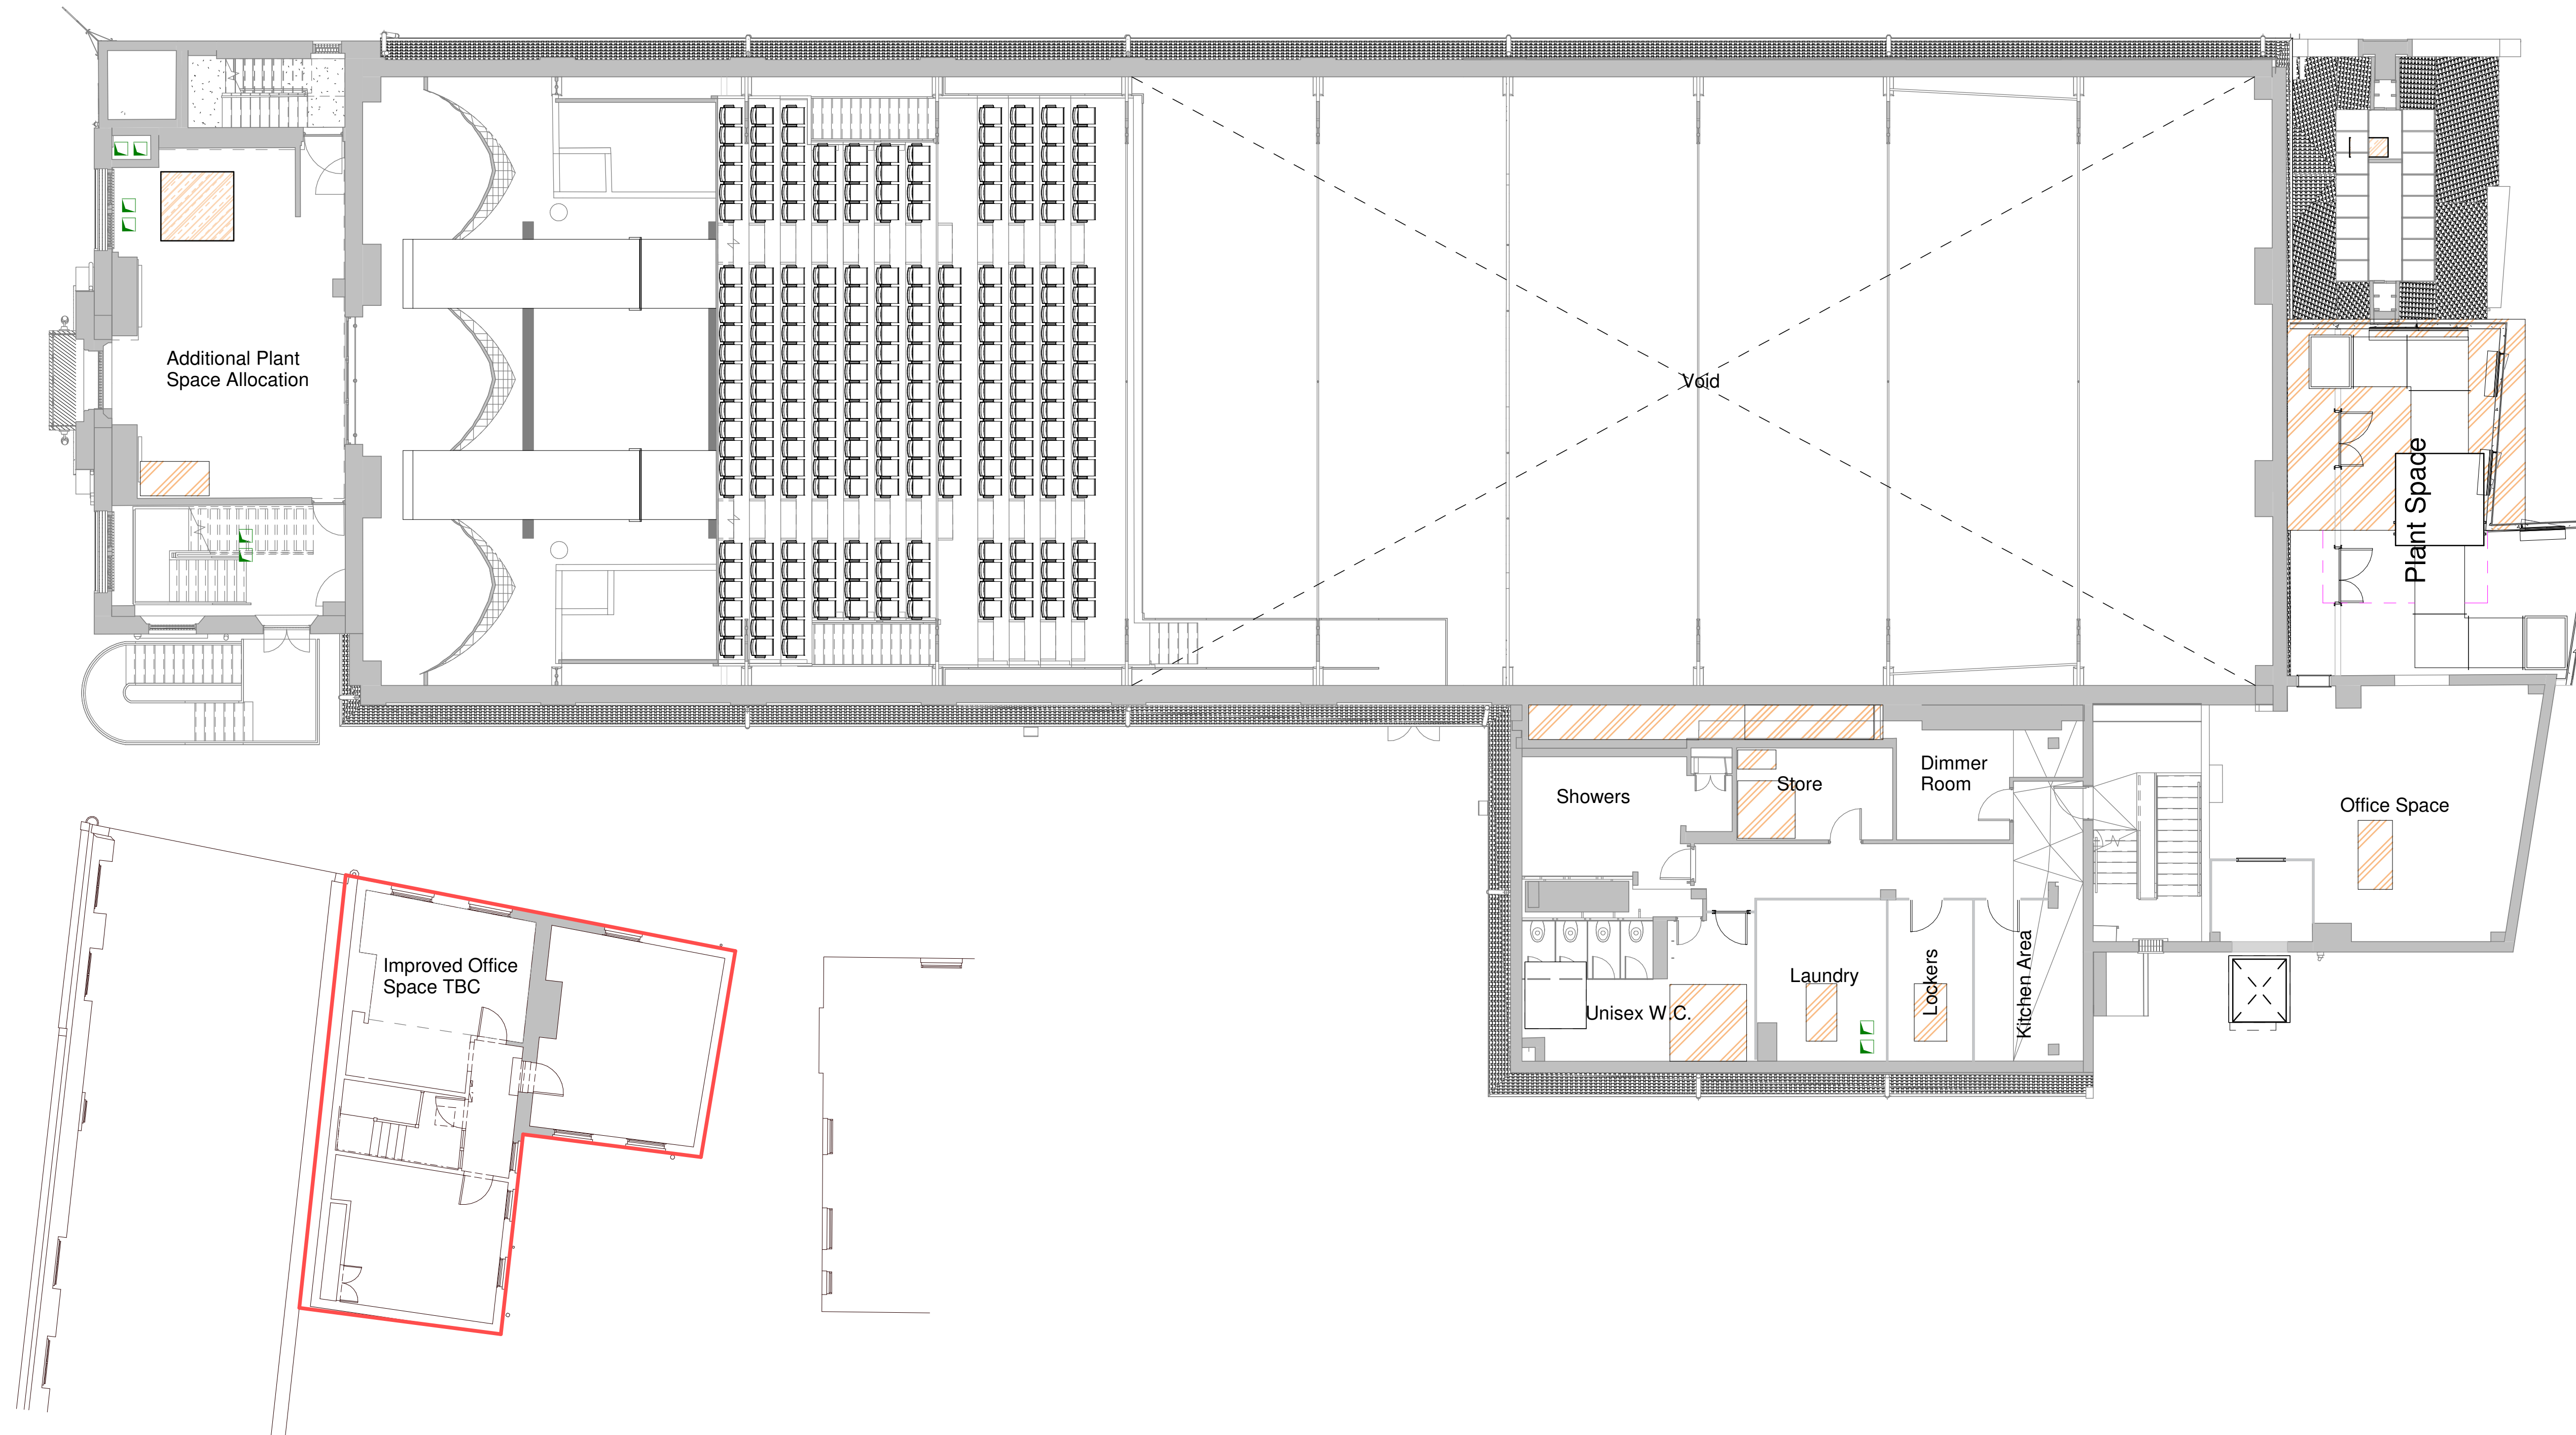 Additional Plant
Space Allocation
Void
Plant Space
Dimmer
Room
Store
Showers
Office Space
Improved Office
Space TBC
Laundry
Lockers
Kitchen Area
Unisex W.C.